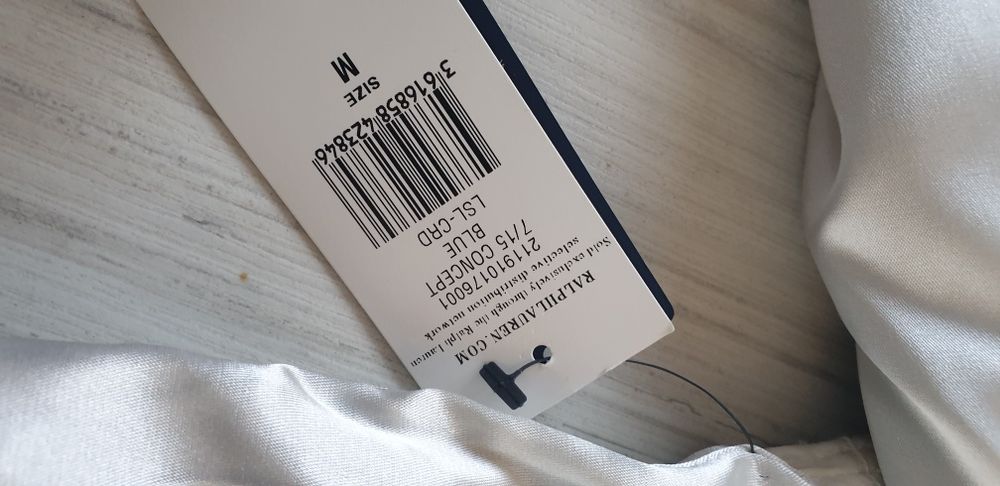 RALPHLAUREN.COM
Sold exclusively through the Ralph Lauren
selective distribution network
211910176001
7/15 CONCEPT
BLUE
LSL-CRD
3 616858 423846
SIZE
M